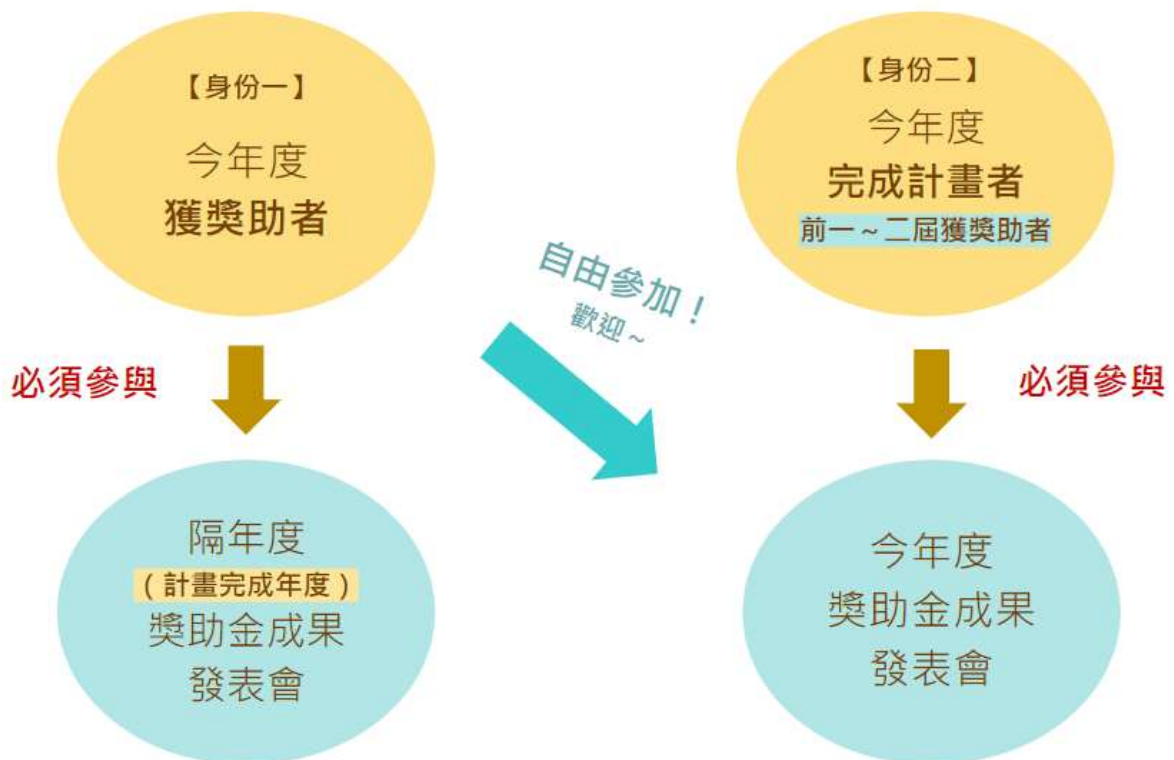 【身份一】
今年度
獲獎助者
【身份二】
今年度
完成計畫者
前一~二屆獲獎助者
自由參加！
歡迎~
必須參與
必須參與
隔年度
（計畫完成年度）
獎助金成果
發表會
今年度
獎助金成果
發表會